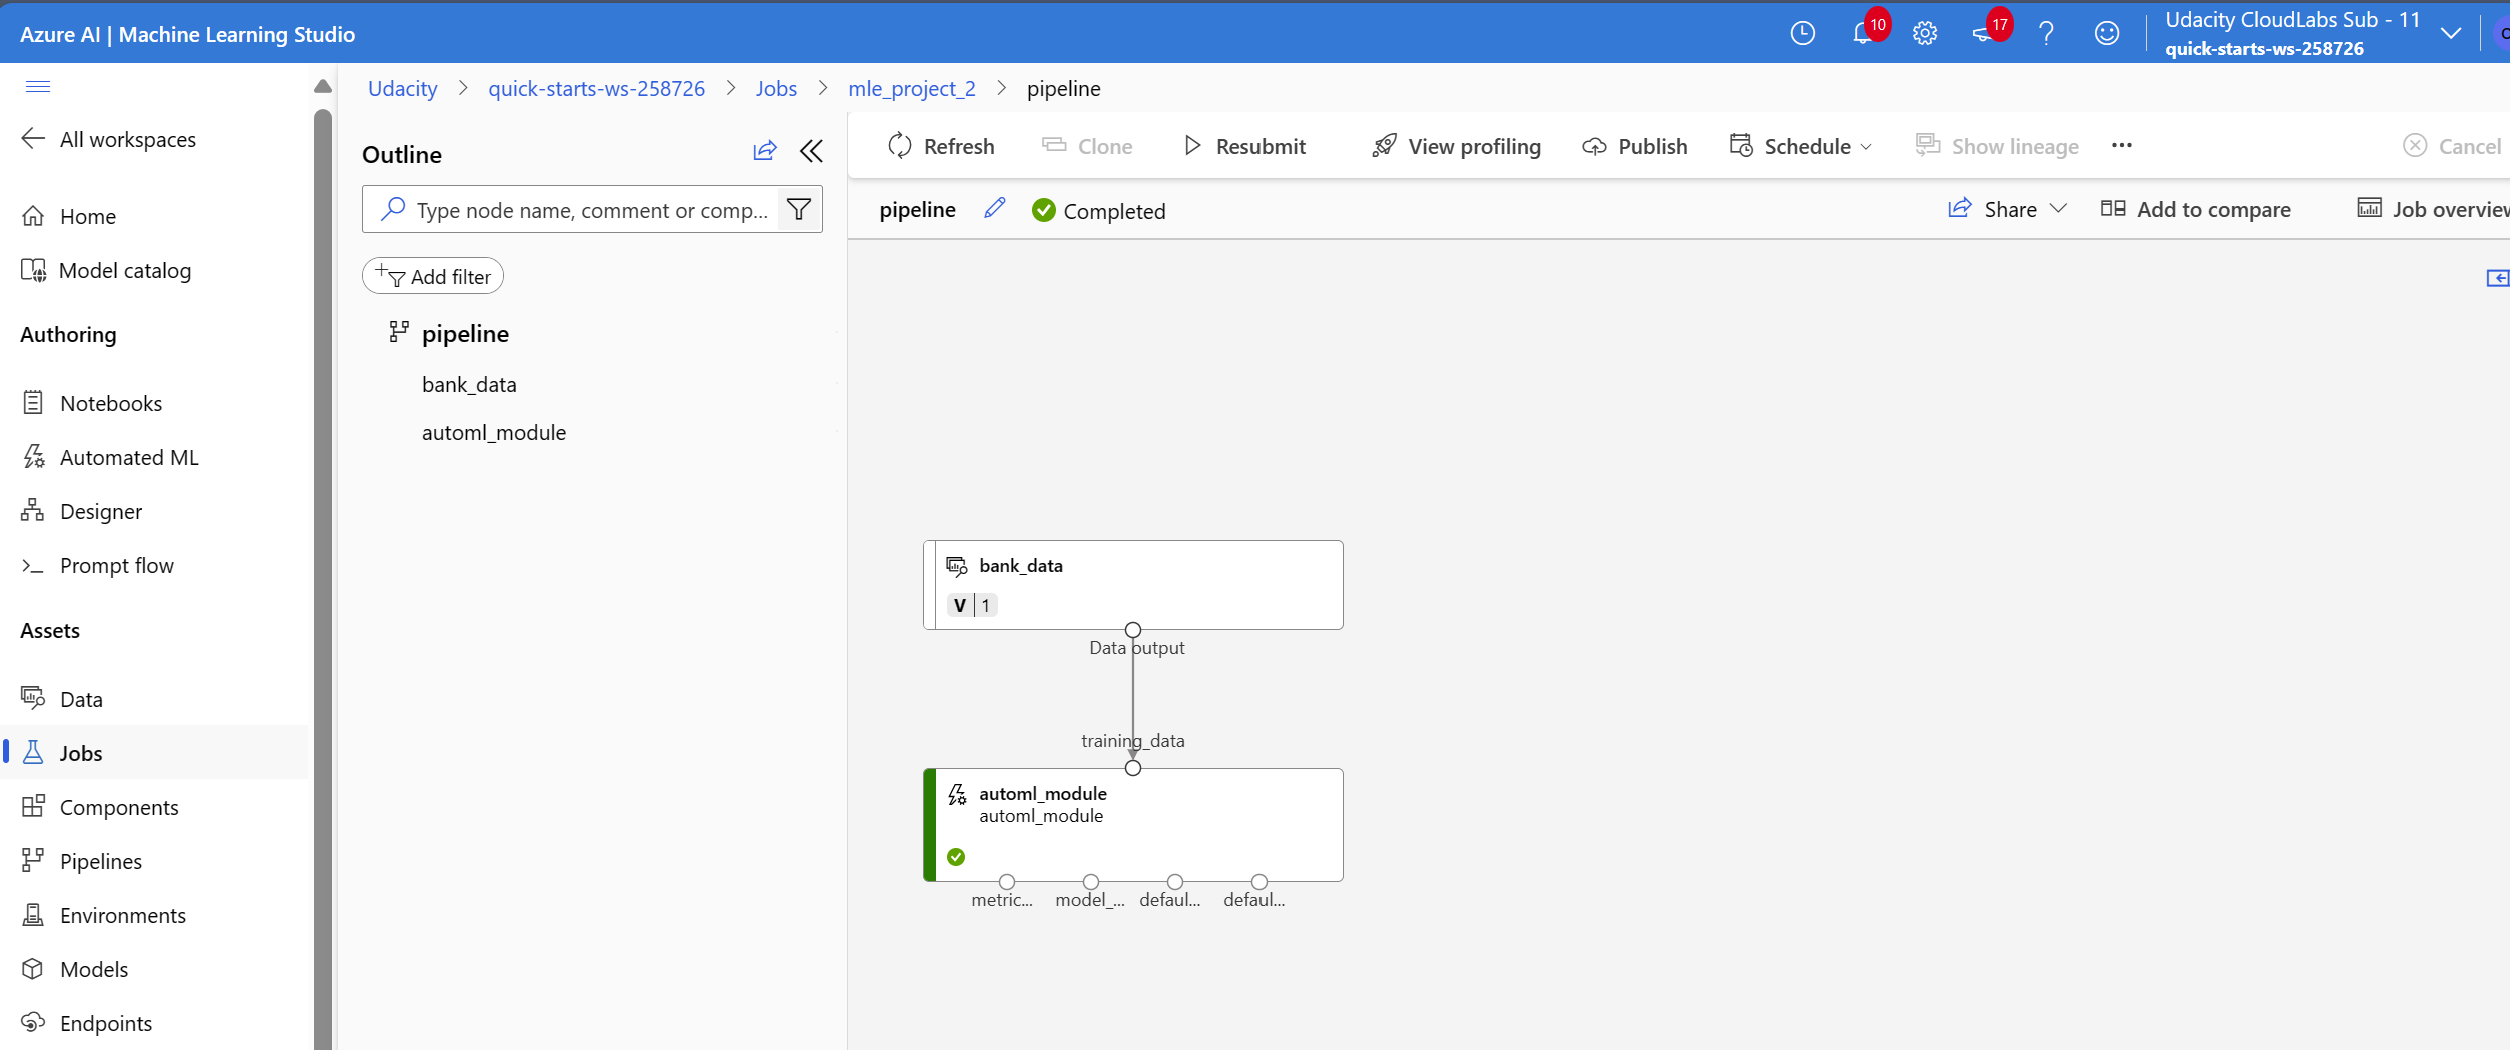 Azure AI | Machine Learning Studio
10
17
Udacity CloudLabs Sub - 11
quick-starts-ws-258726
All workspaces
Home
Model catalog
Authoring
Notebooks
Automated ML
Designer
Prompt flow
Assets
Data
Jobs
Components
Pipelines
Environments
Models
Endpoints
Udacity > quick-starts-ws-258726 > Jobs > mle_project_2 > pipeline
Outline
Type node name, comment or comp...
Add filter
pipeline
bank_data
automl_module
Refresh
Clone
Resubmit
View profiling
Publish
Schedule
Show lineage
...
Cancel
pipeline
Completed
Share
Add to compare
Job overview
bank_data
V | 1
Data output
training_data
automl_module
automl_module
metric...
model_...
defaul...
defaul...